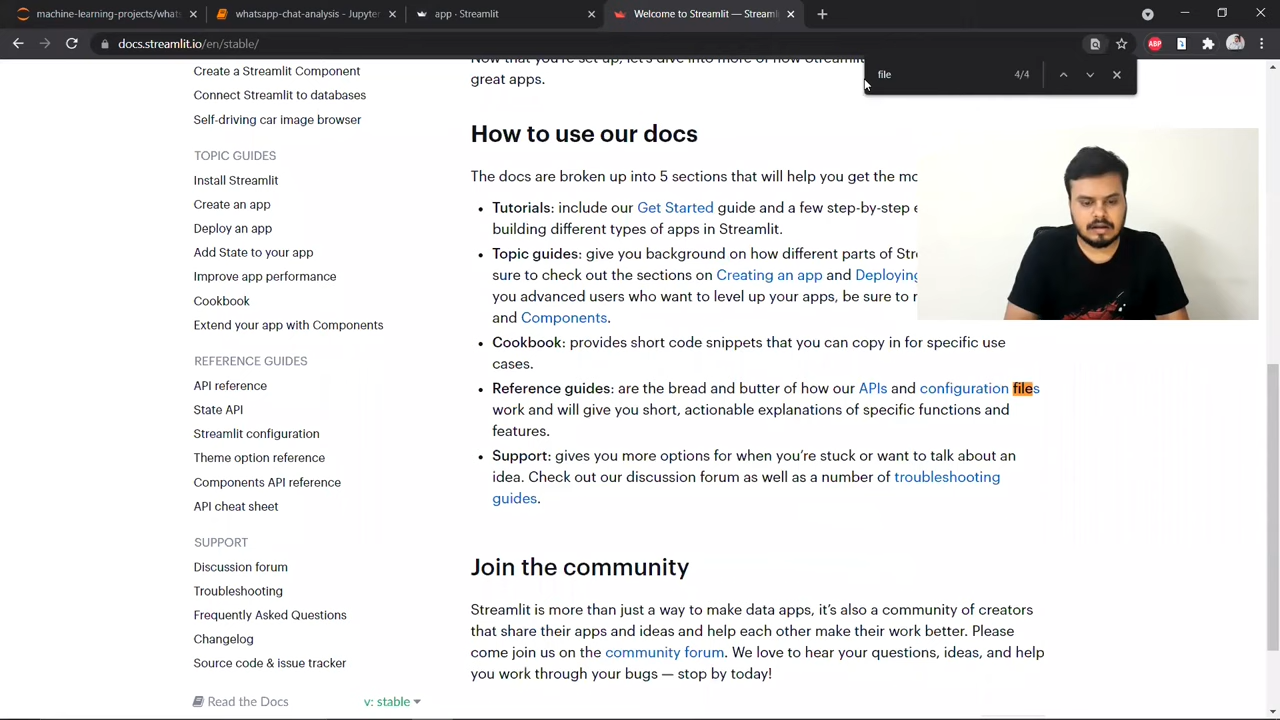 machine-learning-projects/whats
whatsapp-chat-analysis - Jupyter
app · Streamlit
Welcome to Streamlit — Streaml
docs.streamlit.io/en/stable/
ABP
file
4/4
Create a Streamlit Component
Connect Streamlit to databases
Self-driving car image browser
TOPIC GUIDES
Install Streamlit
Create an app
Deploy an app
Add State to your app
Improve app performance
Cookbook
Extend your app with Components
REFERENCE GUIDES
API reference
State API
Streamlit configuration
Theme option reference
Components API reference
API cheat sheet
SUPPORT
Discussion forum
Troubleshooting
Frequently Asked Questions
Changelog
Source code & issue tracker
Read the Docs
v: stable
Now that you're set up, let's dive into more of how Streamlit
great apps.
How to use our docs
The docs are broken up into 5 sections that will help you get the mo
Tutorials: include our Get Started guide and a few step-by-step e
building different types of apps in Streamlit.
Topic guides: give you background on how different parts of Stre
sure to check out the sections on Creating an app and Deploying
you advanced users who want to level up your apps, be sure to r
and Components.
Cookbook: provides short code snippets that you can copy in for specific use
cases.
Reference guides: are the bread and butter of how our APIs and configuration files
work and will give you short, actionable explanations of specific functions and
features.
Support: gives you more options for when you're stuck or want to talk about an
idea. Check out our discussion forum as well as a number of troubleshooting
guides.
Join the community
Streamlit is more than just a way to make data apps, it's also a community of creators
that share their apps and ideas and help each other make their work better. Please
come join us on the community forum. We love to hear your questions, ideas, and help
you work through your bugs — stop by today!